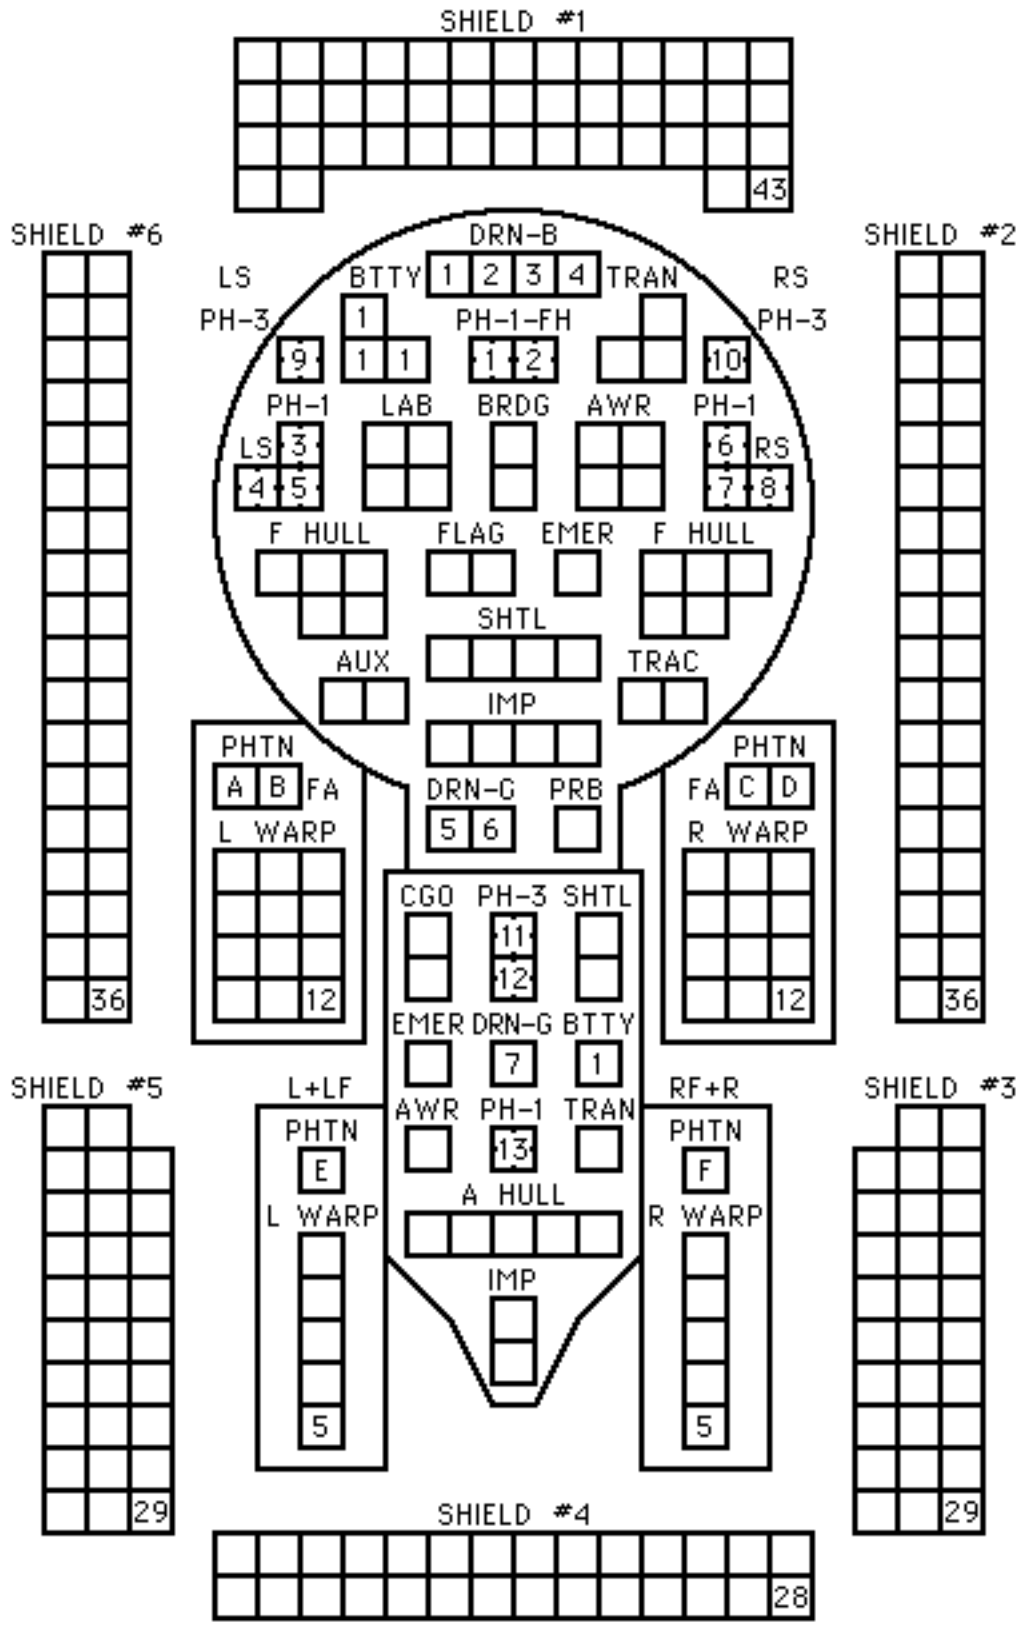 SHIELD #1
43
SHIELD #6
DRN-B
SHIELD #2
LS BTTY 1 2 3 4 TRAN RS
PH-3 1 PH-1-FH PH-3
9 1 1 1 2 10
PH-1 LAB BRDG AWR PH-1
LS 3 6 RS
4 5 7 8
F HULL FLAG EMER F HULL
SHTL
AUX TRAC
IMP
PHTN PHTN
A B FA DRN-G PRB FA C D
L WARP 5 6 R WARP
CGO PH-3 SHTL
11
36 12 12 12 36
EMER DRN-G BTTY
7 1
SHIELD #5 L+LF RF+R SHIELD #3
AWR PH-1 TRAN
PHTN PHTN
E 13 F
A HULL
L WARP R WARP
IMP
5 5
29 29
SHIELD #4
28